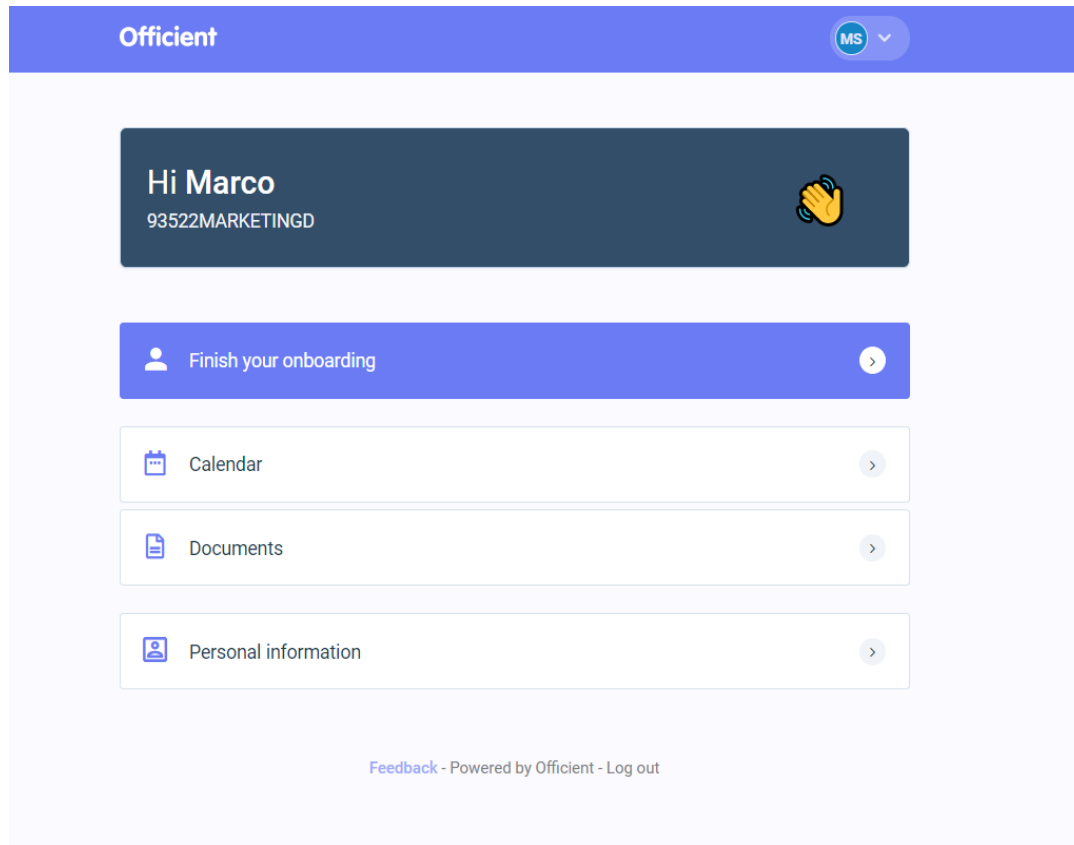 Officient
MS
Hi Marco
93522MARKETINGD
Finish your onboarding
Calendar
Documents
Personal information
Feedback - Powered by Officient - Log out